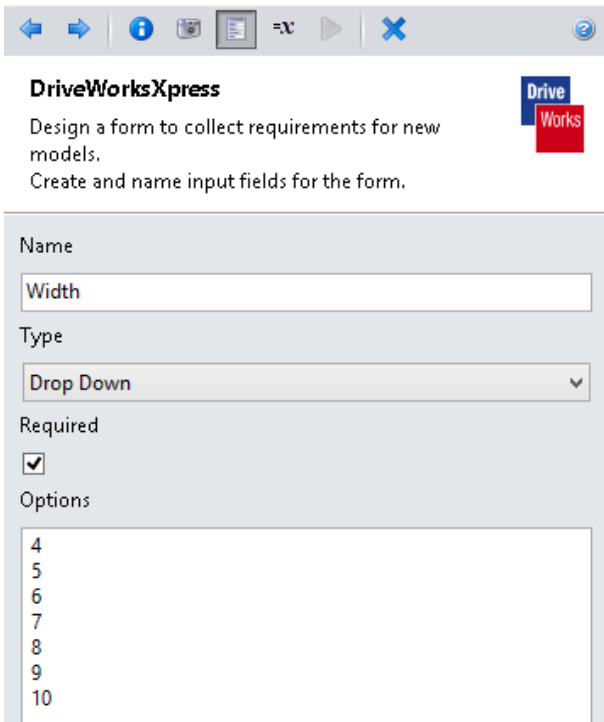 =x
DriveWorksXpress
Drive
Works
Design a form to collect requirements for new
models.
Create and name input fields for the form.
Name
Width
Type
Drop Down
Required
Options
4
5
6
7
8
9
10